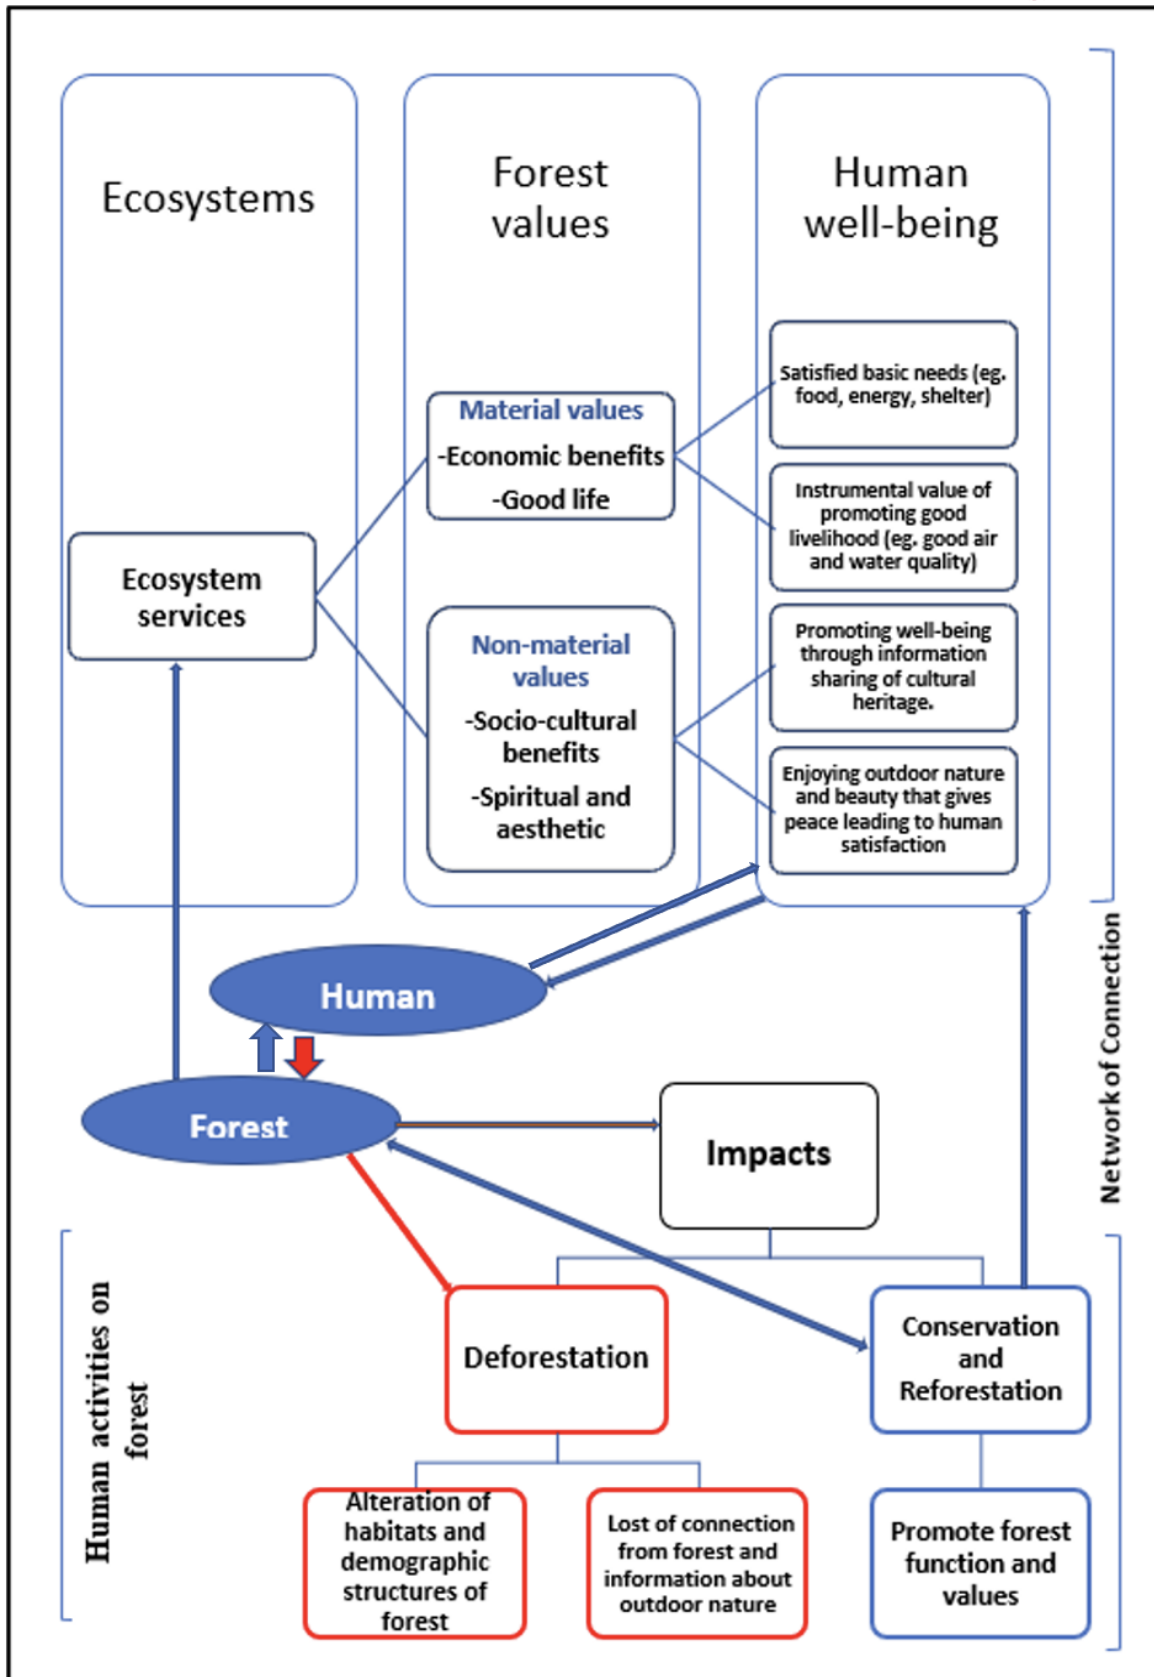 Ecosystems
Forest
values
Human
well-being
Satisfied basic needs (eg.
food, energy, shelter)
Material values
-Economic benefits
-Good life
Instrumental value of
promoting good
livelihood (eg. good air
and water quality)
Ecosystem
services
Non-material
values
-Socio-cultural
benefits
-Spiritual and
aesthetic
Promoting well-being
through information
sharing of cultural
heritage.
Enjoying outdoor nature
and beauty that gives
peace leading to human
satisfaction
Human
Forest
Impacts
Network of Connection
Human activities on
forest
Deforestation
Conservation
and
Reforestation
Alteration of
habitats and
demographic
structures of
forest
Lost of connection
from forest and
information about
outdoor nature
Promote forest
function and
values